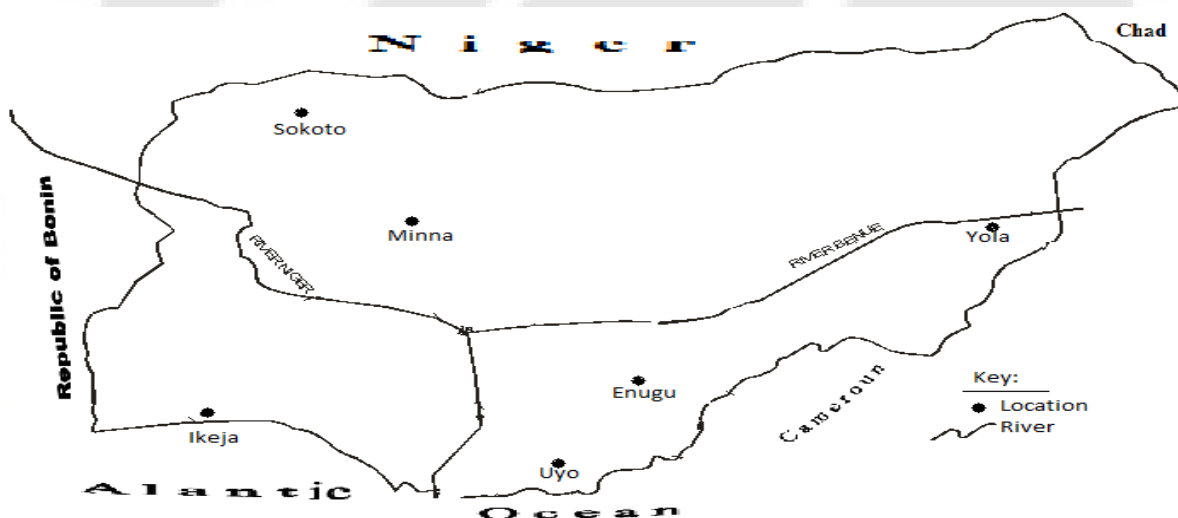 Niger
Chad
Sokoto
Republic of Bonin
Minna
RIVER NIGER
RIVER BENUE
Yola
Enugu
Cameroun
Key:
Location
River
Ikeja
Uyo
Alantic
Ocean